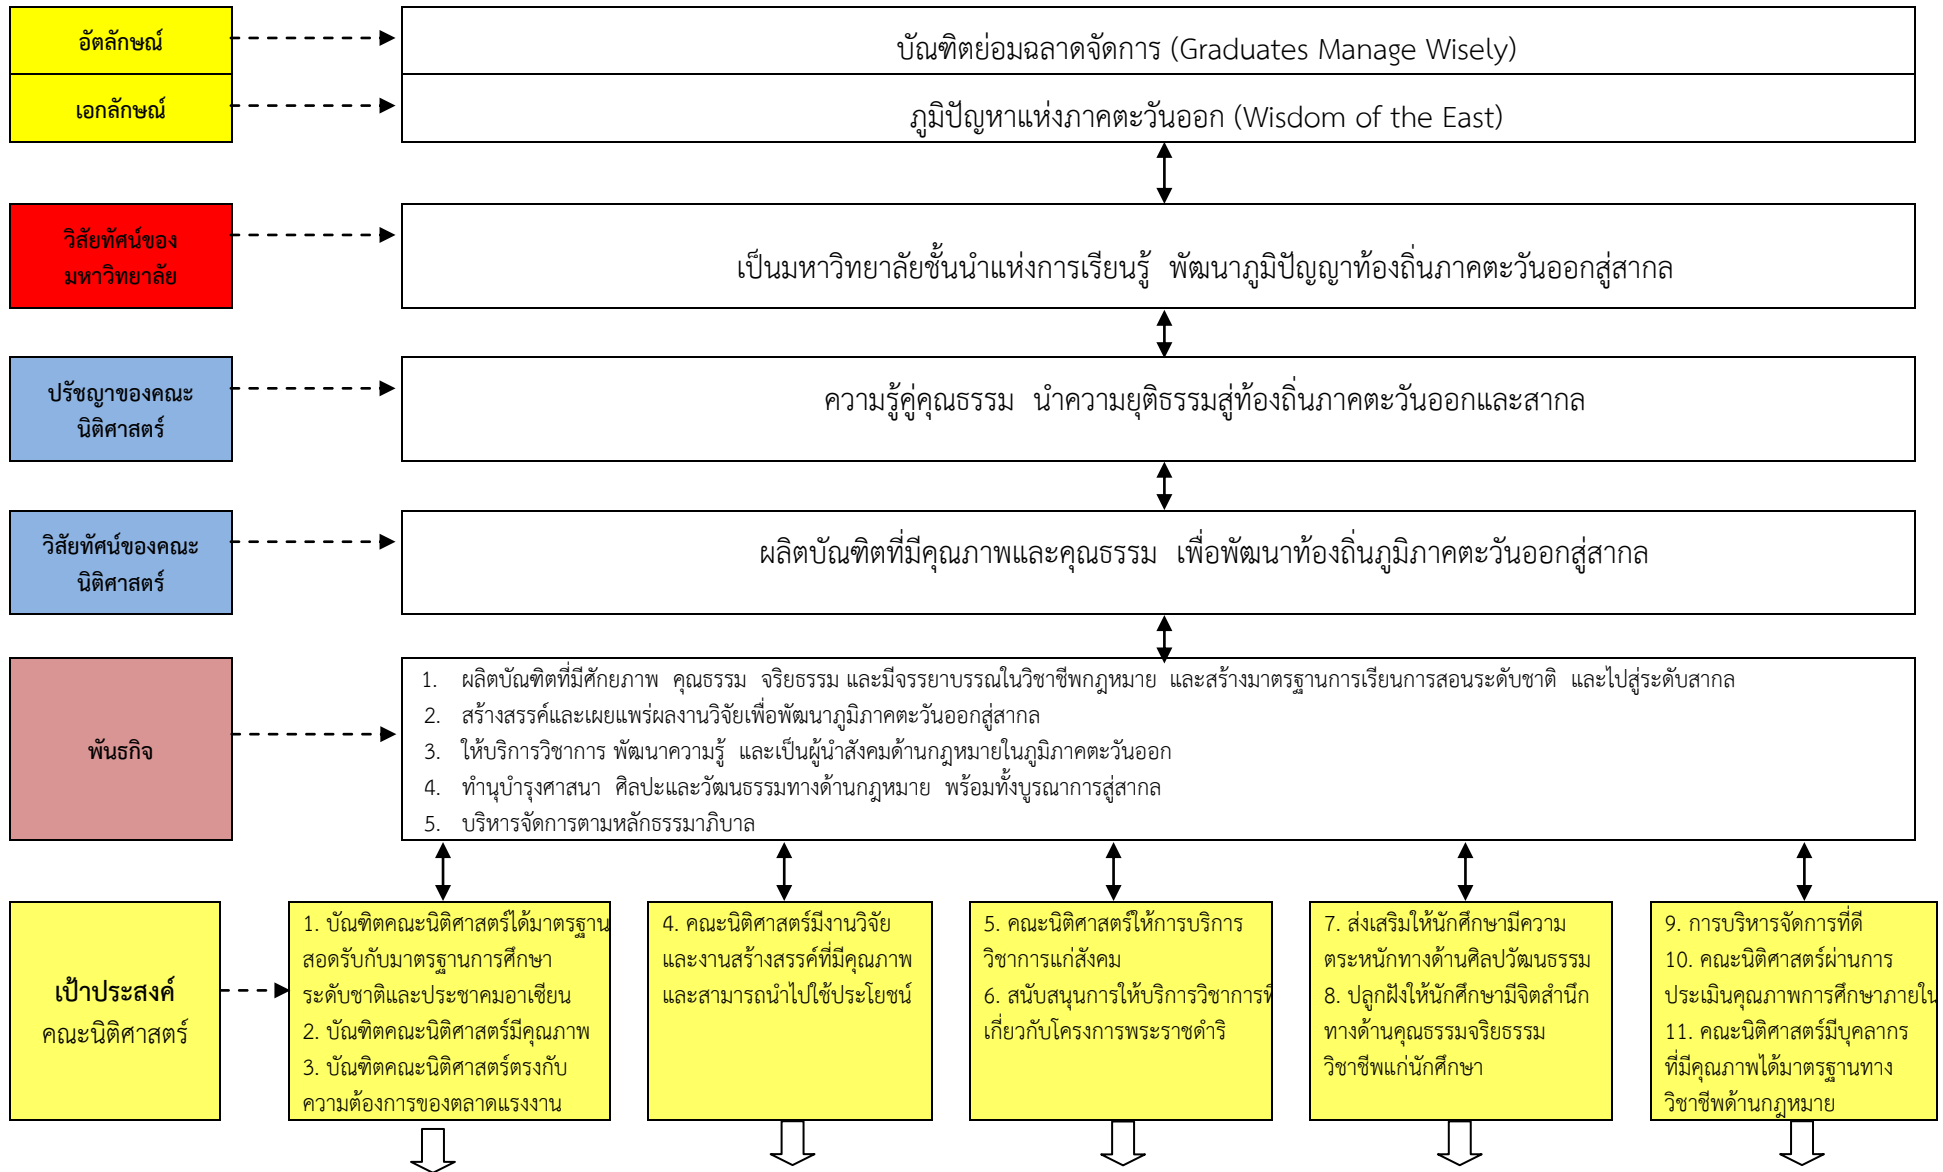 อัตลักษณ์
บัณฑิตย่อมฉลาดจัดการ (Graduates Manage Wisely)
เอกลักษณ์
ภูมิปัญหาแห่งภาคตะวันออก (Wisdom of the East)
วิสัยทัศน์ของ
มหาวิทยาลัย
เป็นมหาวิทยาลัยชั้นนำแห่งการเรียนรู้ พัฒนาภูมิปัญญาท้องถิ่นภาคตะวันออกสู่สากล
ปรัชญาของคณะ
นิติศาสตร์
ความรู้คู่คุณธรรม นำความยุติธรรมสู่ท้องถิ่นภาคตะวันออกและสากล
วิสัยทัศน์ของคณะ
นิติศาสตร์
ผลิตบัณฑิตที่มีคุณภาพและคุณธรรม เพื่อพัฒนาท้องถิ่นภูมิภาคตะวันออกสู่สากล
พันธกิจ
1. ผลิตบัณฑิตที่มีศักยภาพ คุณธรรม จริยธรรม และมีจรรยาบรรณในวิชาชีพกฎหมาย และสร้างมาตรฐานการเรียนการสอนระดับชาติ และไปสู่ระดับสากล
2. สร้างสรรค์และเผยแพร่ผลงานวิจัยเพื่อพัฒนาภูมิภาคตะวันออกสู่สากล
3. ให้บริการวิชาการ พัฒนาความรู้ และเป็นผู้นำสังคมด้านกฎหมายในภูมิภาคตะวันออก
4. ทำนุบำรุงศาสนา ศิลปะและวัฒนธรรมทางด้านกฎหมาย พร้อมทั้งบูรณาการสู่สากล
5. บริหารจัดการตามหลักธรรมาภิบาล
เป้าประสงค์
คณะนิติศาสตร์
1. บัณฑิตคณะนิติศาสตร์ได้มาตรฐาน
สอดรับกับมาตรฐานการศึกษา
ระดับชาติและประชาคมอาเซียน
2. บัณฑิตคณะนิติศาสตร์มีคุณภาพ
3. บัณฑิตคณะนิติศาสตร์ตรงกับ
ความต้องการของตลาดแรงงาน
4. คณะนิติศาสตร์มีงานวิจัย
และงานสร้างสรรค์ที่มีคุณภาพ
และสามารถนำไปใช้ประโยชน์
5. คณะนิติศาสตร์ให้การบริการ
วิชาการแก่สังคม
6. สนับสนุนการให้บริการวิชาการที่
เกี่ยวกับโครงการพระราชดำริ
7. ส่งเสริมให้นักศึกษามีความ
ตระหนักทางด้านศิลปวัฒนธรรม
8. ปลูกฝังให้นักศึกษามีจิตสำนึก
ทางด้านคุณธรรมจริยธรรม
วิชาชีพแก่นักศึกษา
9. การบริหารจัดการที่ดี
10. คณะนิติศาสตร์ผ่านการ
ประเมินคุณภาพการศึกษาภายใน
11. คณะนิติศาสตร์มีบุคลากร
ที่มีคุณภาพได้มาตรฐานทาง
วิชาชีพด้านกฎหมาย